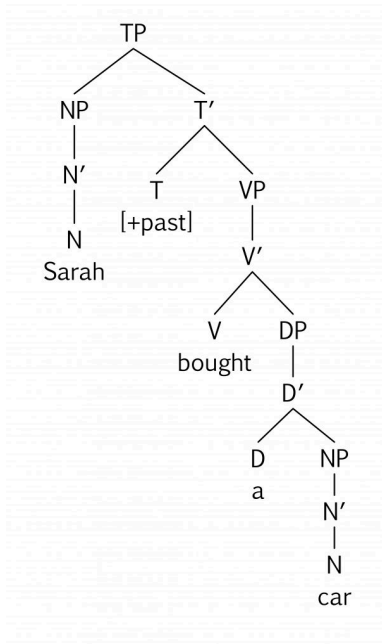 TP
NP T′
N′ T VP
[+past]
N V′
Sarah
V DP
bought
D′
D NP
a
N′
N
car